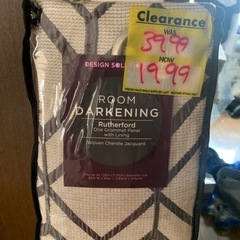 Clearance
WAS
39.99
NOW
19.99
DESIGN SOLUTIONS
ROOM
DARKENING
Rutherford
One Grommet Panel
with Lining
Woven Chenille Jacquard